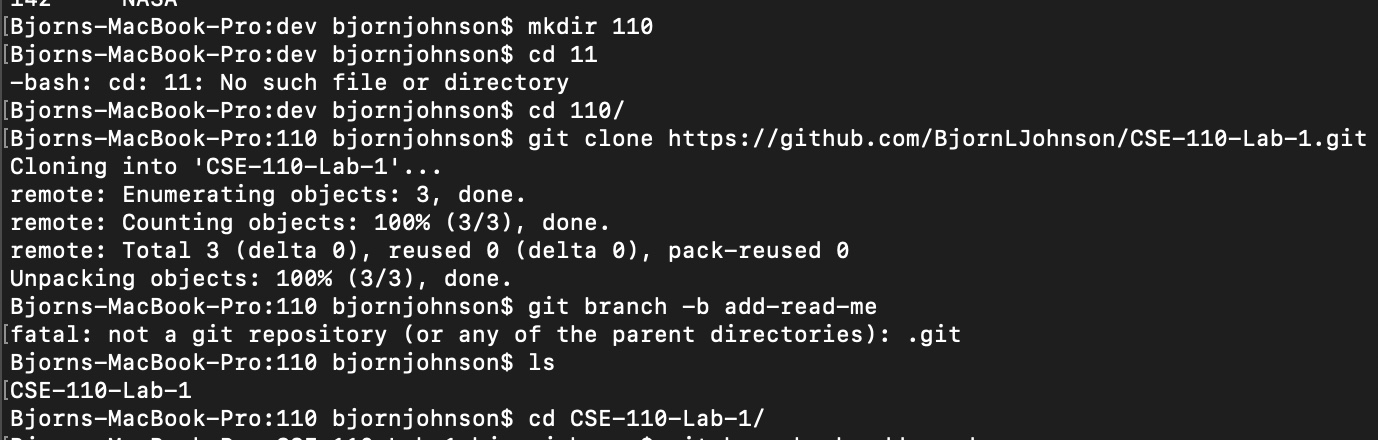 142 NASA
[Bjorns-MacBook-Pro:dev bjornjohnson$ mkdir 110
[Bjorns-MacBook-Pro:dev bjornjohnson$ cd 11
-bash: cd: 11: No such file or directory
[Bjorns-MacBook-Pro:dev bjornjohnson$ cd 110/
[Bjorns-MacBook-Pro:110 bjornjohnson$ git clone https://github.com/BjornLJohnson/CSE-110-Lab-1.git
Cloning into 'CSE-110-Lab-1'...
remote: Enumerating objects: 3, done.
remote: Counting objects: 100% (3/3), done.
remote: Total 3 (delta 0), reused 0 (delta 0), pack-reused 0
Unpacking objects: 100% (3/3), done.
Bjorns-MacBook-Pro:110 bjornjohnson$ git branch -b add-read-me
[fatal: not a git repository (or any of the parent directories): .git
Bjorns-MacBook-Pro:110 bjornjohnson$ ls
[CSE-110-Lab-1
Bjorns-MacBook-Pro:110 bjornjohnson$ cd CSE-110-Lab-1/